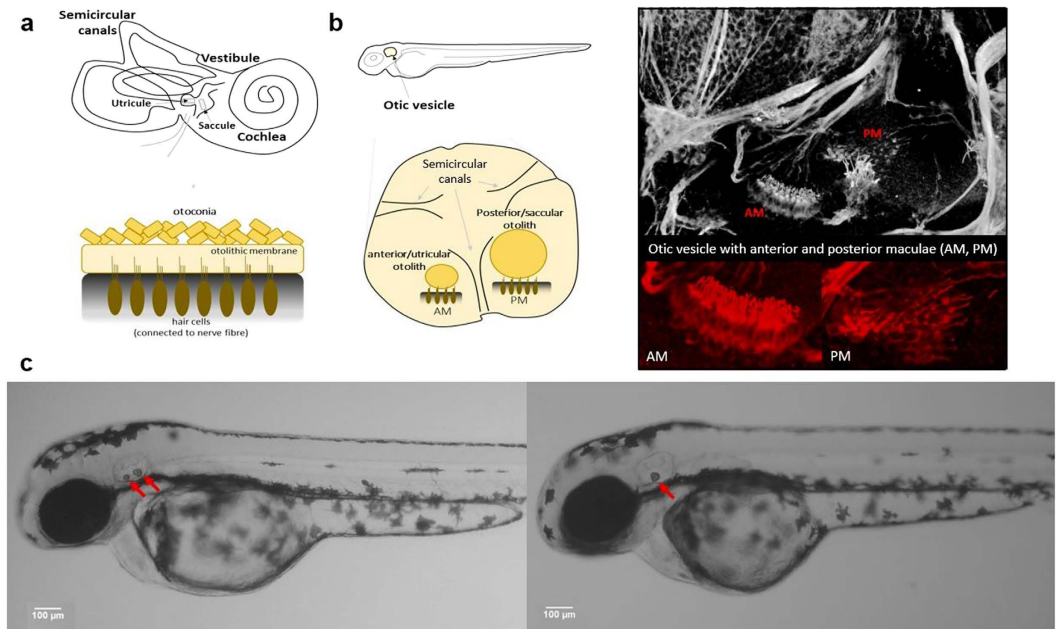 a
Semicircular
canals
Vestibule
Utricule
Saccule
Cochlea
otoconia
otolithic membrane
hair cells
(connected to nerve fibre)
b
Otic vesicle
Semicircular
canals
Posterior/saccular
otolith
anterior/utricular
otolith
AM
PM
PM
AM
Otic vesicle with anterior and posterior maculae (AM, PM)
AM
PM
c
100 µm
100 µm